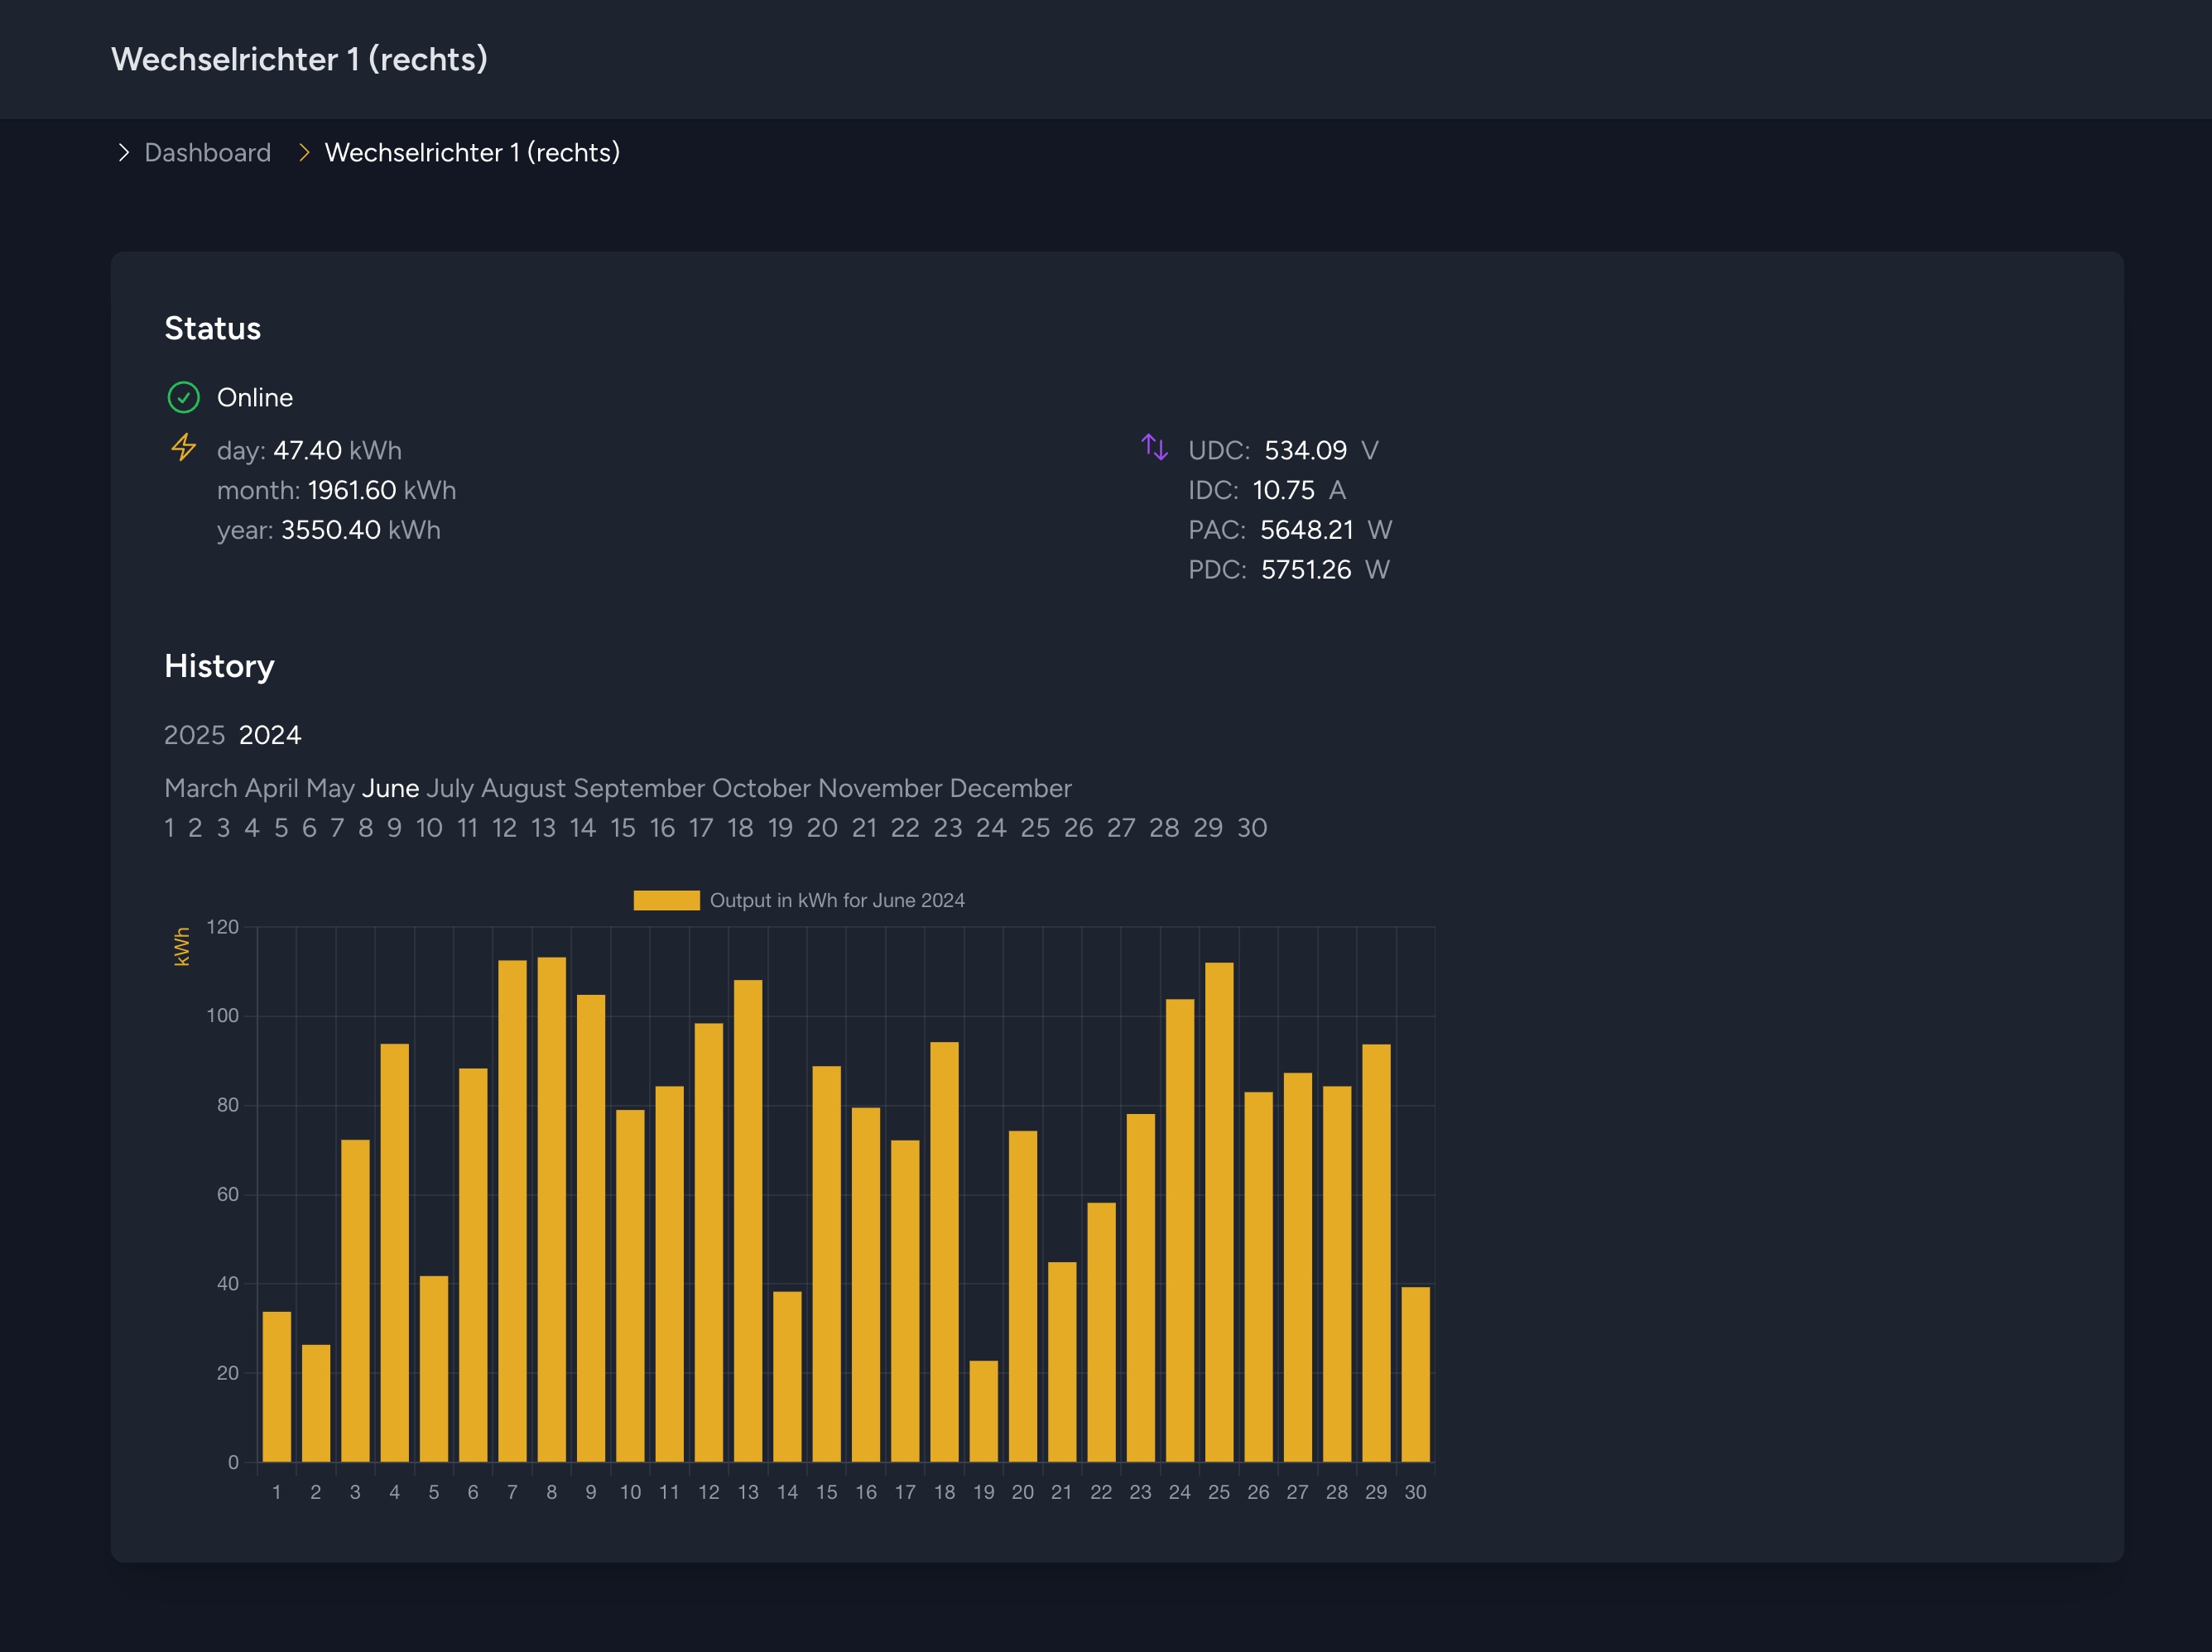 Wechselrichter 1 (rechts)
Dashboard Wechselrichter 1 (rechts)
Status
Online
day: 47.40 kWh
month: 1961.60 kWh
year: 3550.40 kWh
UDC: 534.09 V
IDC: 10.75 A
PAC: 5648.21 W
PDC: 5751.26 W
History
2025 2024
March April May June July August September October November December
1 2 3 4 5 6 7 8 9 10 11 12 13 14 15 16 17 18 19 20 21 22 23 24 25 26 27 28 29 30
Output in kWh for June 2024
kWh
120
100
80
60
40
20
0
1 2 3 4 5 6 7 8 9 10 11 12 13 14 15 16 17 18 19 20 21 22 23 24 25 26 27 28 29 30